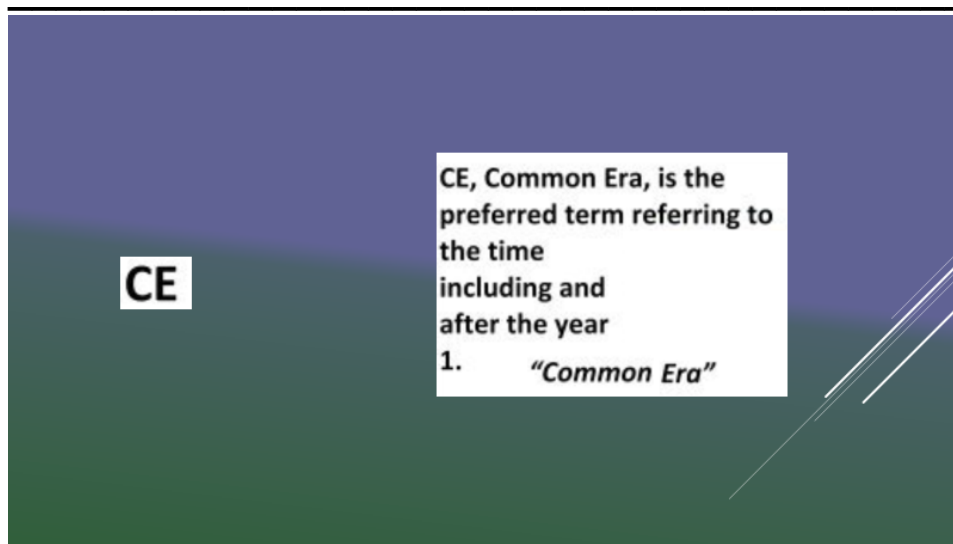 CE
CE, Common Era, is the
preferred term referring to
the time
including and
after the year
1.
“Common Era”